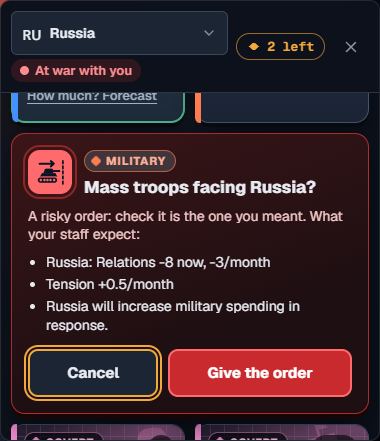 RU Russia
2 left
At war with you
How much? Forecast
MILITARY
Mass troops facing Russia?
A risky order: check it is the one you meant. What
your staff expect:
• Russia: Relations -8 now, -3/month
• Tension +0.5/month
• Russia will increase military spending in
response.
Cancel
Give the order